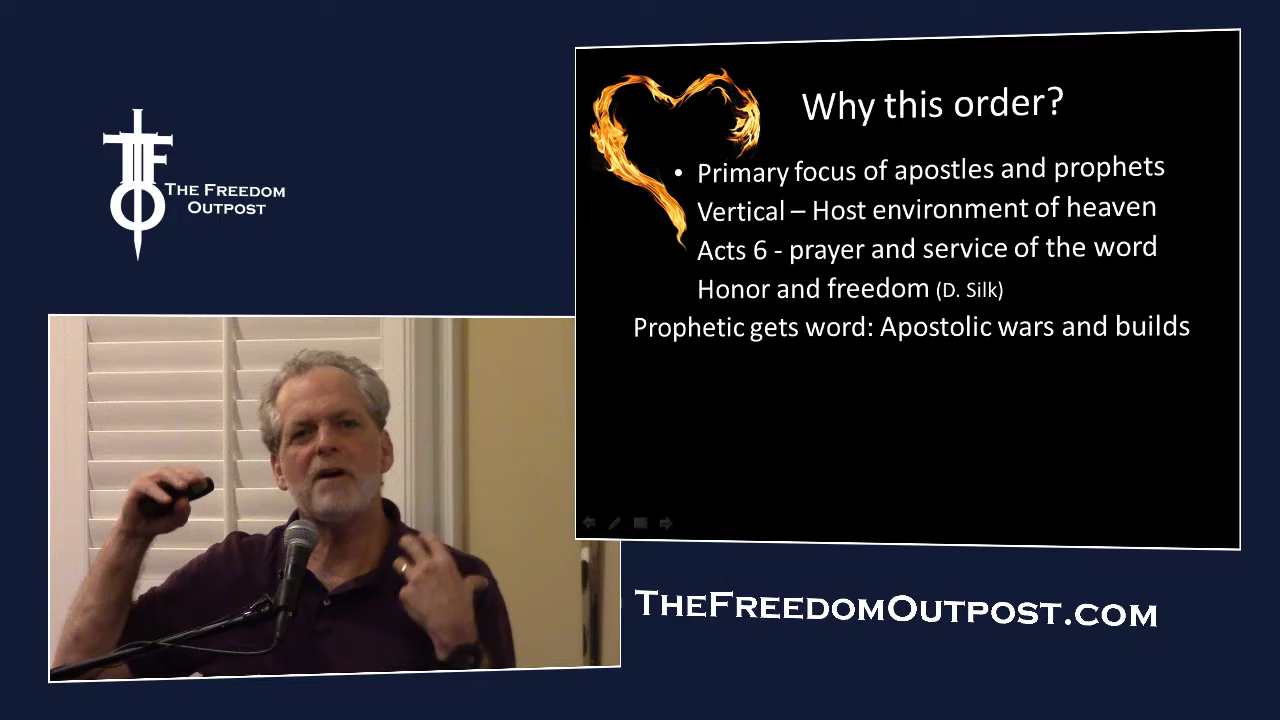 TFO
The Freedom
Outpost
Why this order?
• Primary focus of apostles and prophets
Vertical – Host environment of heaven
Acts 6 - prayer and service of the word
Honor and freedom (D. Silk)
Prophetic gets word: Apostolic wars and builds
TheFreedomOutpost.com